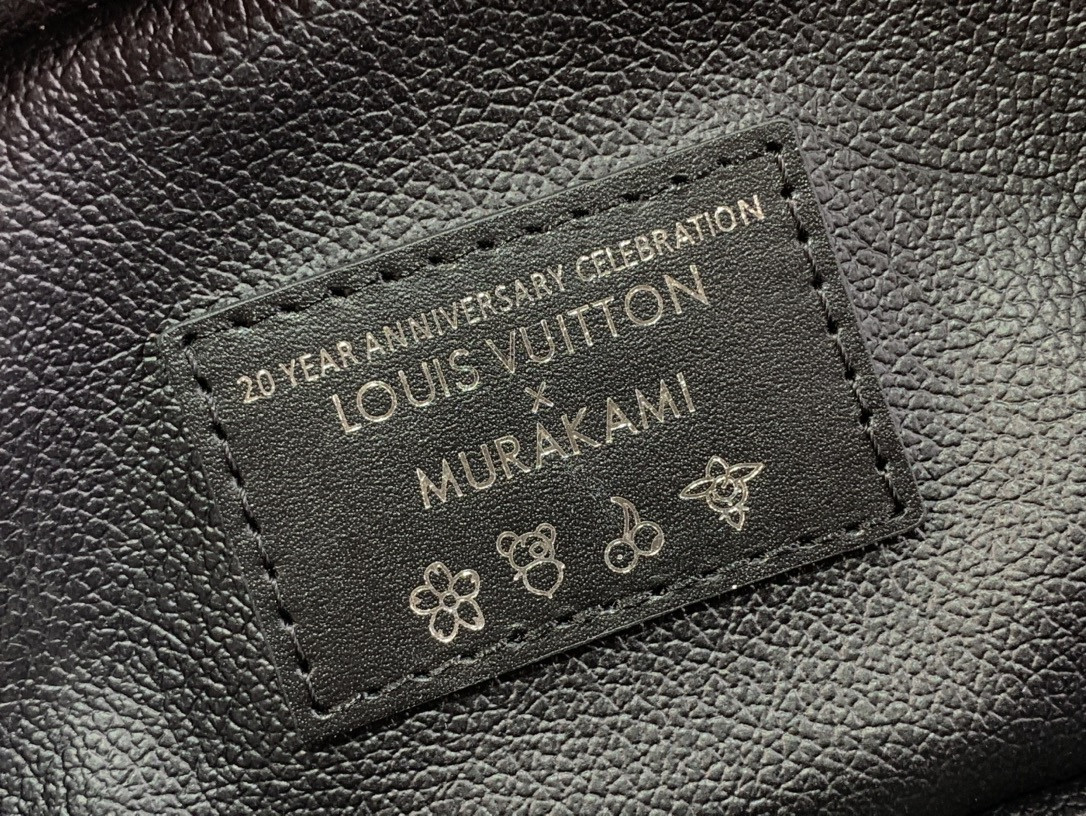 20 YEAR ANNIVERSARY CELEBRATION
LOUIS VUITTON
×
MURAKAMI